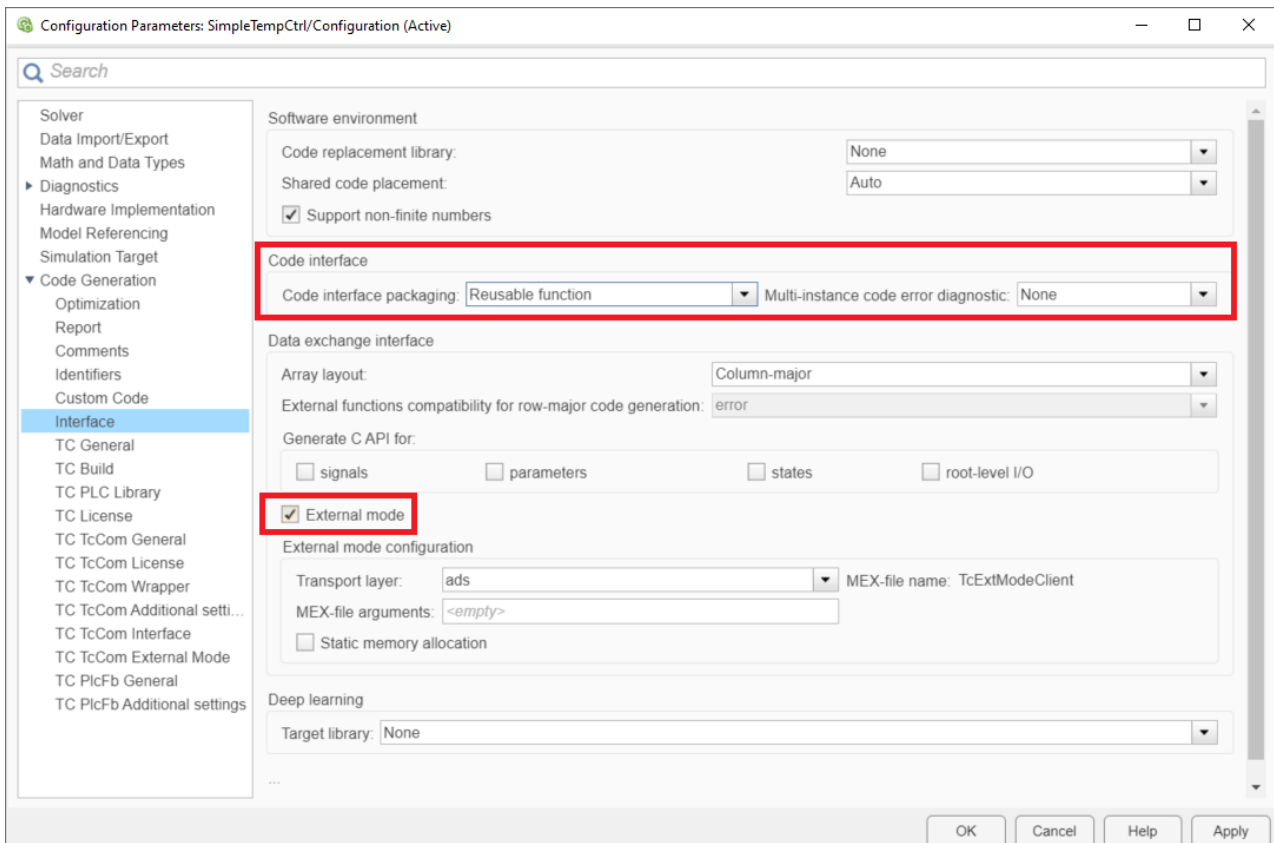 Configuration Parameters: SimpleTempCtrl/Configuration (Active)
Search
Solver
Data Import/Export
Math and Data Types
Diagnostics
Hardware Implementation
Model Referencing
Simulation Target
Code Generation
Optimization
Report
Comments
Identifiers
Custom Code
Interface
TC General
TC Build
TC PLC Library
TC License
TC TcCom General
TC TcCom License
TC TcCom Wrapper
TC TcCom Additional setti...
TC TcCom Interface
TC TcCom External Mode
TC PlcFb General
TC PlcFb Additional settings
Software environment
Code replacement library: None
Shared code placement: Auto
Support non-finite numbers
Code interface
Code interface packaging: Reusable function Multi-instance code error diagnostic: None
Data exchange interface
Array layout: Column-major
External functions compatibility for row-major code generation: error
Generate C API for:
signals parameters states root-level I/O
External mode
External mode configuration
Transport layer: ads MEX-file name: TcExtModeClient
MEX-file arguments: <empty>
Static memory allocation
Deep learning
Target library: None
...
OK Cancel Help Apply